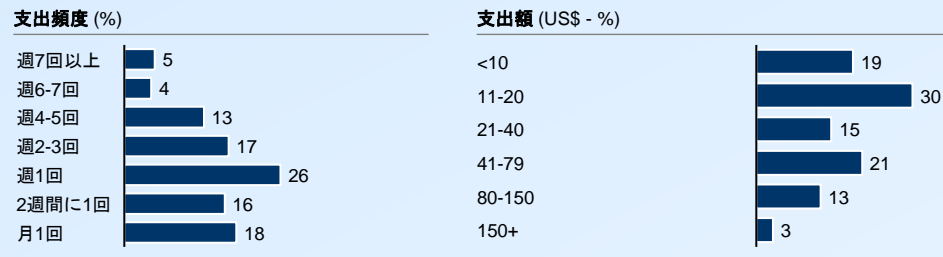 支出頻度 (%)
週7回以上 5
週6-7回 4
週4-5回 13
週2-3回 17
週1回 26
2週間に1回 16
月1回 18
支出額 (US$ - %)
<10 19
11-20 30
21-40 15
41-79 21
80-150 13
150+ 3